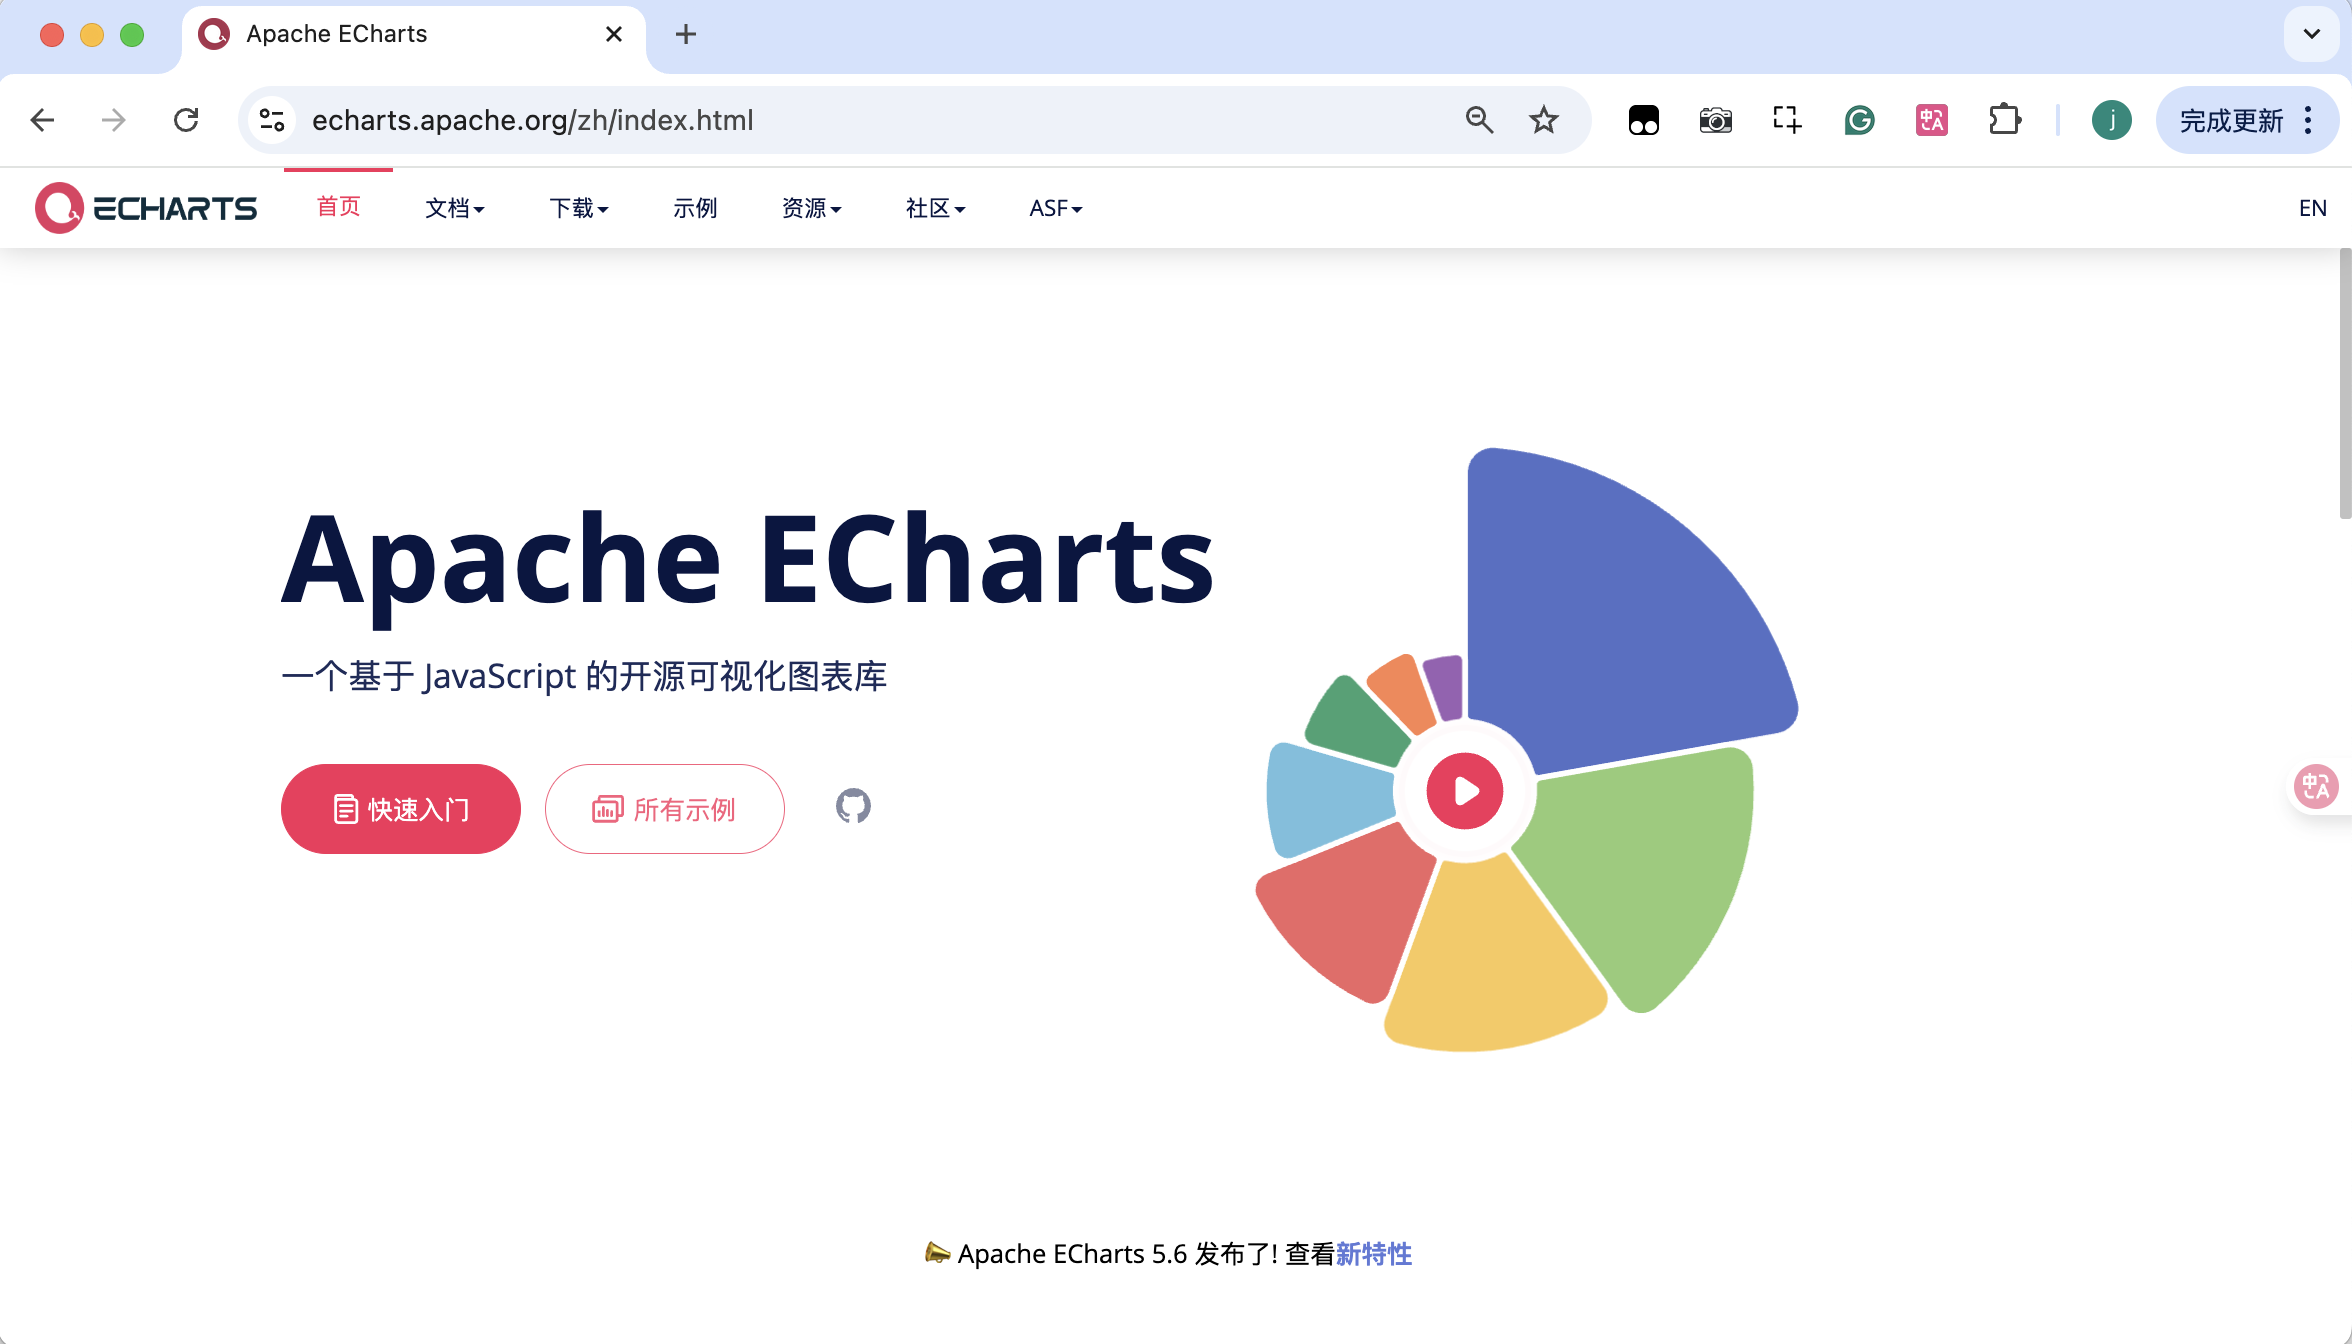 Apache ECharts
echarts.apache.org/zh/index.html
j
完成更新
ECHARTS
首页
文档
下载
示例
资源
社区
ASF
EN
Apache ECharts
一个基于 JavaScript 的开源可视化图表库
快速入门
所有示例
中A
Apache ECharts 5.6 发布了! 查看新特性